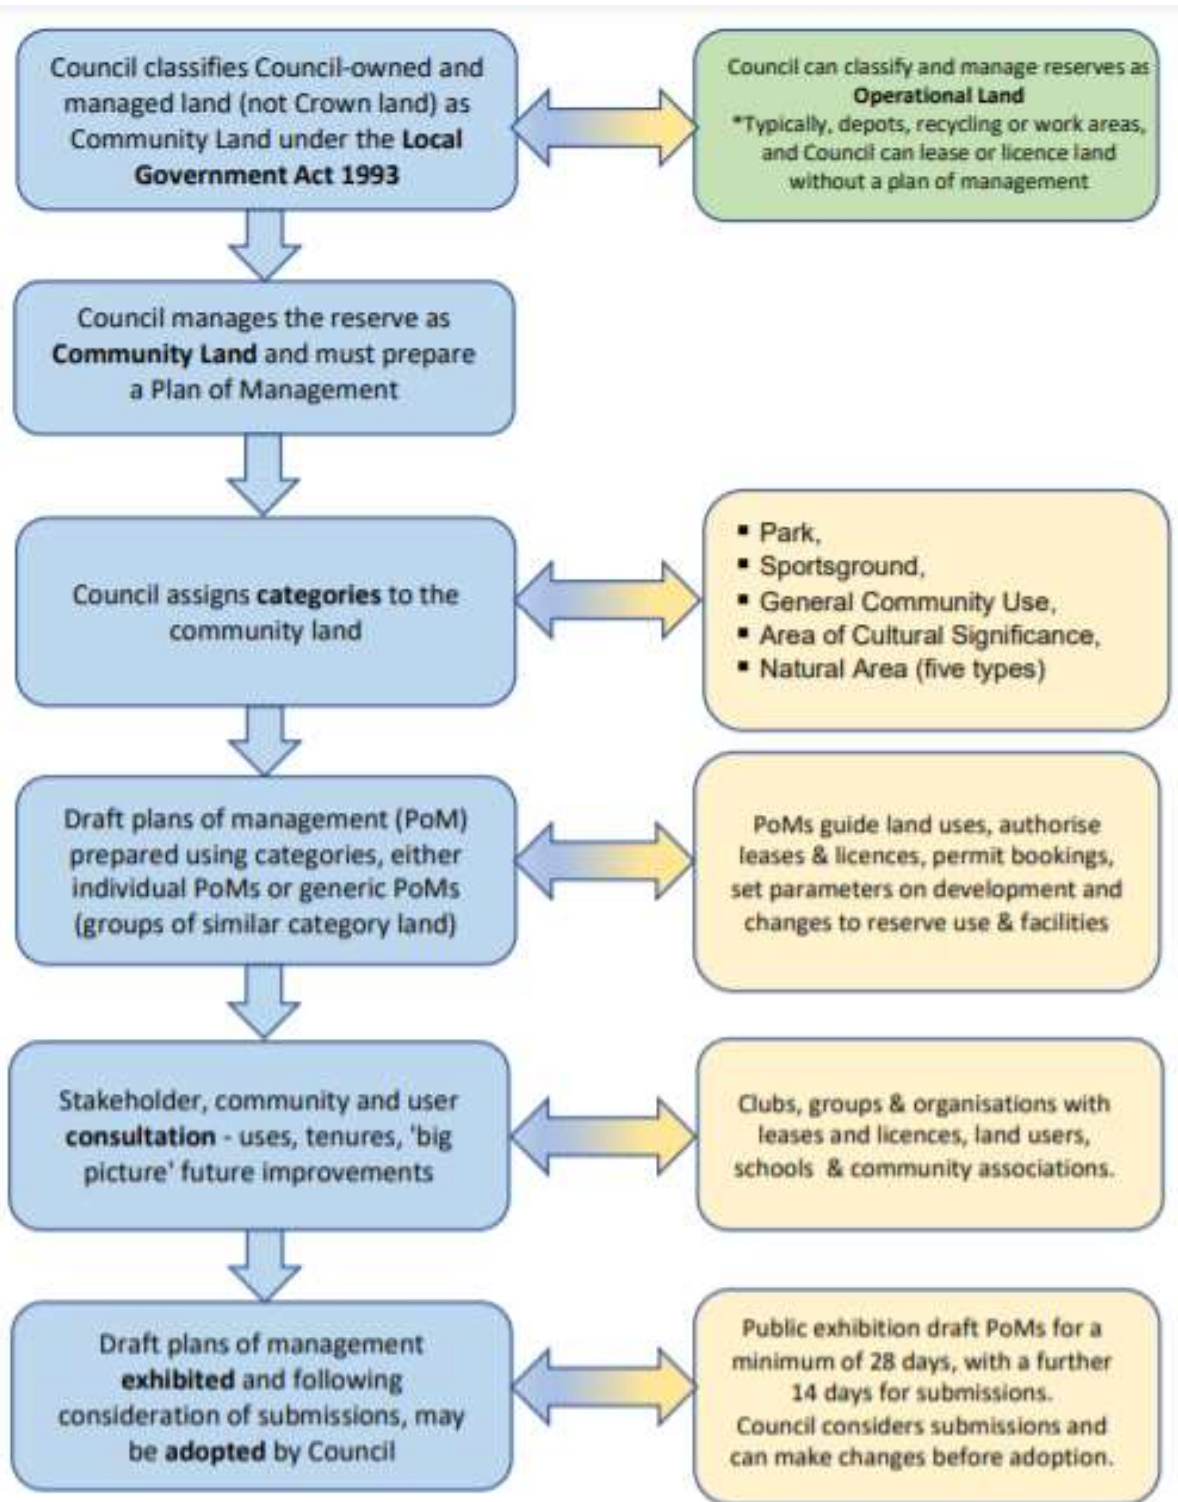 Council classifies Council-owned and
managed land (not Crown land) as
Community Land under the Local
Government Act 1993
Council can classify and manage reserves as
Operational Land
*Typically, depots, recycling or work areas,
and Council can lease or licence land
without a plan of management
Council manages the reserve as
Community Land and must prepare
a Plan of Management
Council assigns categories to the
community land
▪ Park,
▪ Sportsground,
▪ General Community Use,
▪ Area of Cultural Significance,
▪ Natural Area (five types)
Draft plans of management (PoM)
prepared using categories, either
individual PoMs or generic PoMs
(groups of similar category land)
PoMs guide land uses, authorise
leases & licences, permit bookings,
set parameters on development and
changes to reserve use & facilities
Stakeholder, community and user
consultation - uses, tenures, 'big
picture' future improvements
Clubs, groups & organisations with
leases and licences, land users,
schools & community associations.
Draft plans of management
exhibited and following
consideration of submissions, may
be adopted by Council
Public exhibition draft PoMs for a
minimum of 28 days, with a further
14 days for submissions.
Council considers submissions and
can make changes before adoption.